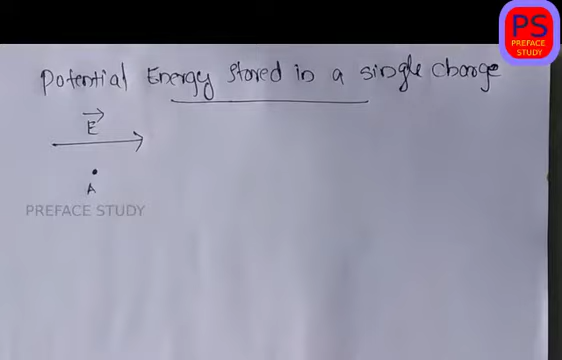 PS
PREFACE
STUDY
Potential Energy stored in a single charge
E
A
PREFACE STUDY